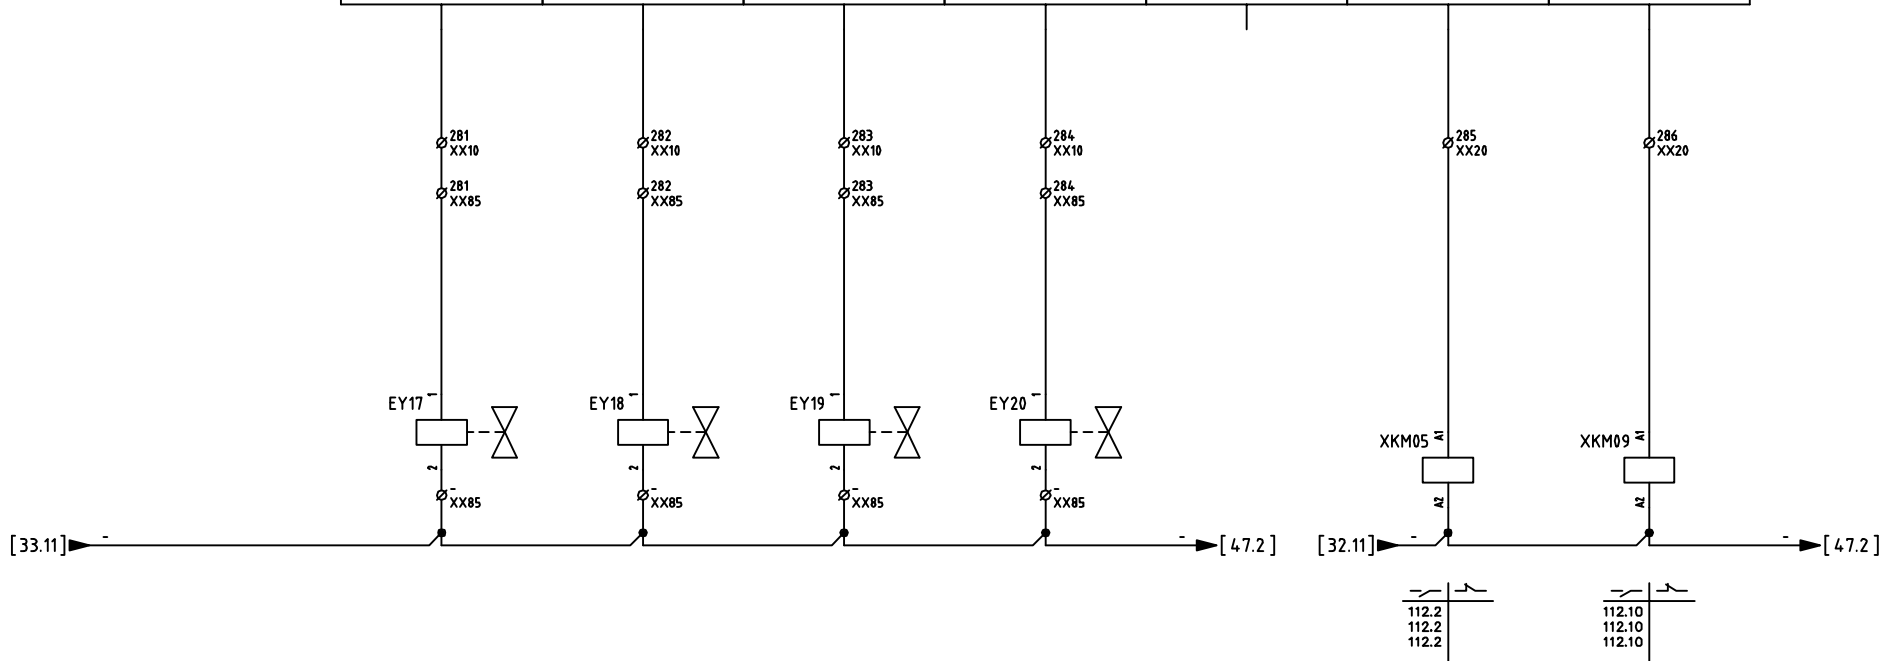 281
XX10
282
XX10
283
XX10
284
XX10
285
XX20
286
XX20
281
XX85
282
XX85
283
XX85
284
XX85
EY17 1
EY18 1
EY19 1
EY20 1
XKM05 A1
XKM09 A1
2
2
2
2
-
XX85
-
XX85
-
XX85
-
XX85
A2
A2
[33.11] -
- [47.2]
[32.11] -
- [47.2]
112.2
112.2
112.2
112.10
112.10
112.10